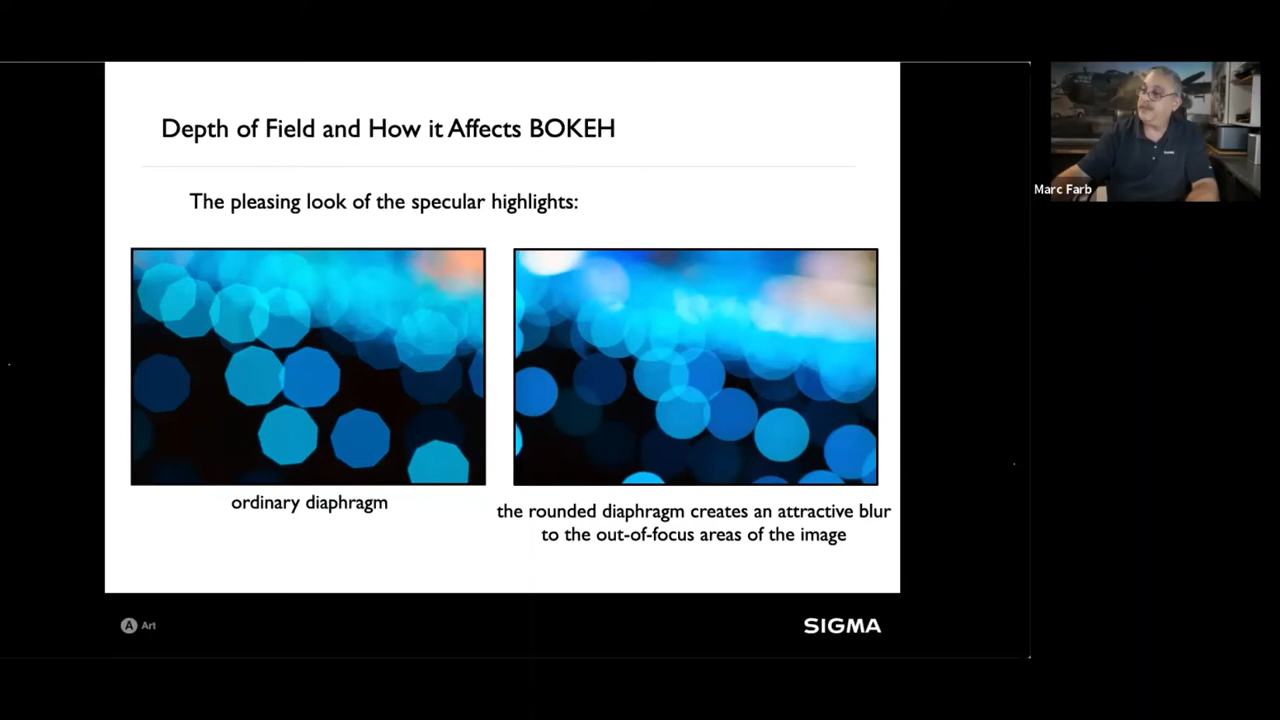 Depth of Field and How it Affects BOKEH
The pleasing look of the specular highlights:
ordinary diaphragm
the rounded diaphragm creates an attractive blur
to the out-of-focus areas of the image
A Art
SIGMA
Marc Farb